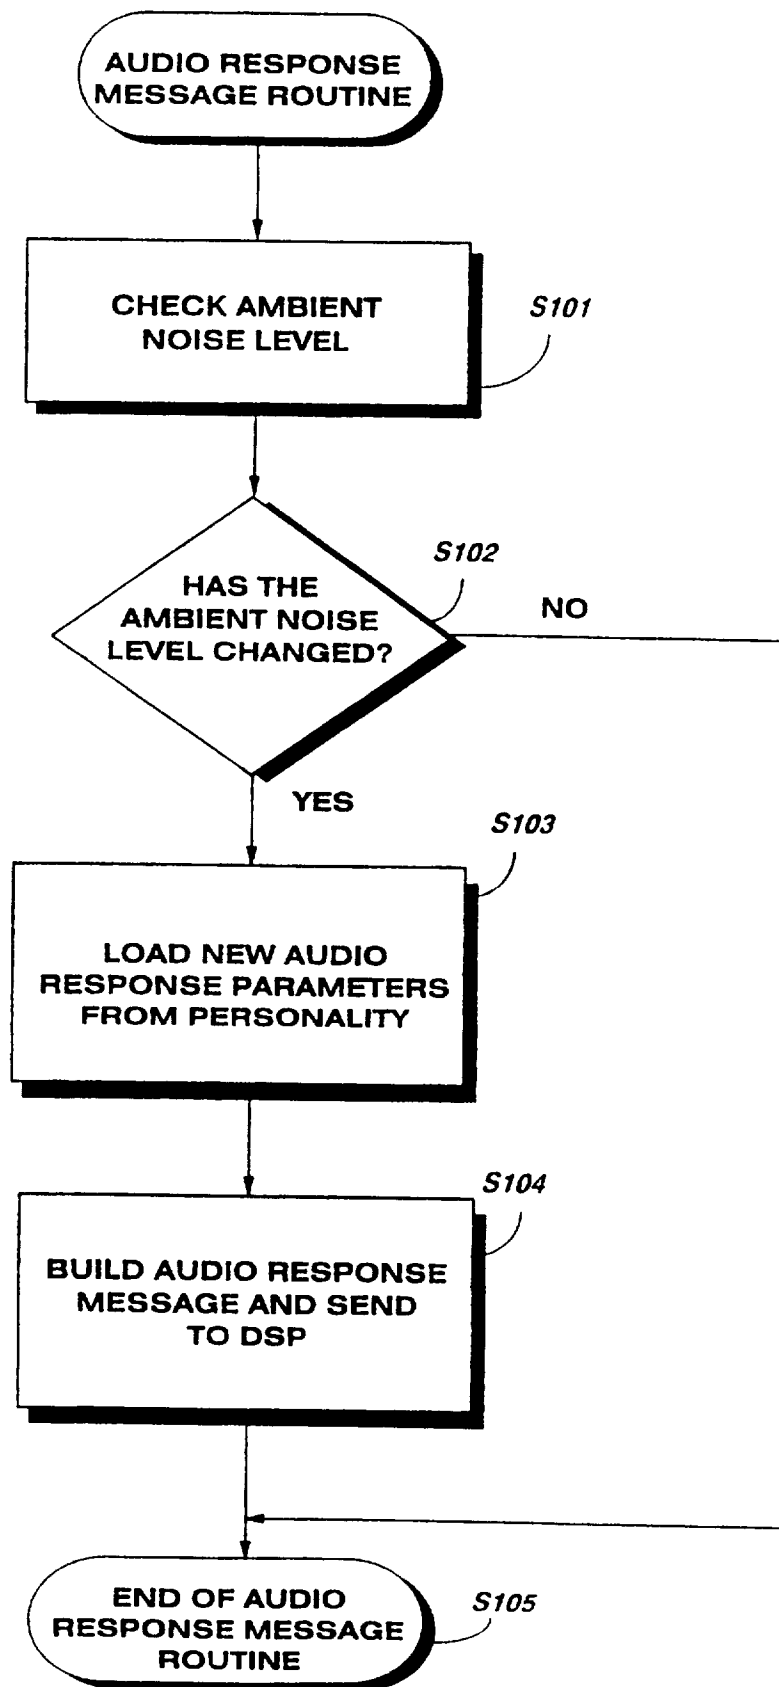 AUDIO RESPONSE
MESSAGE ROUTINE
CHECK AMBIENT
NOISE LEVEL
S101
HAS THE
AMBIENT NOISE
LEVEL CHANGED?
S102
NO
YES
S103
LOAD NEW AUDIO
RESPONSE PARAMETERS
FROM PERSONALITY
S104
BUILD AUDIO RESPONSE
MESSAGE AND SEND
TO DSP
END OF AUDIO
RESPONSE MESSAGE
ROUTINE
S105